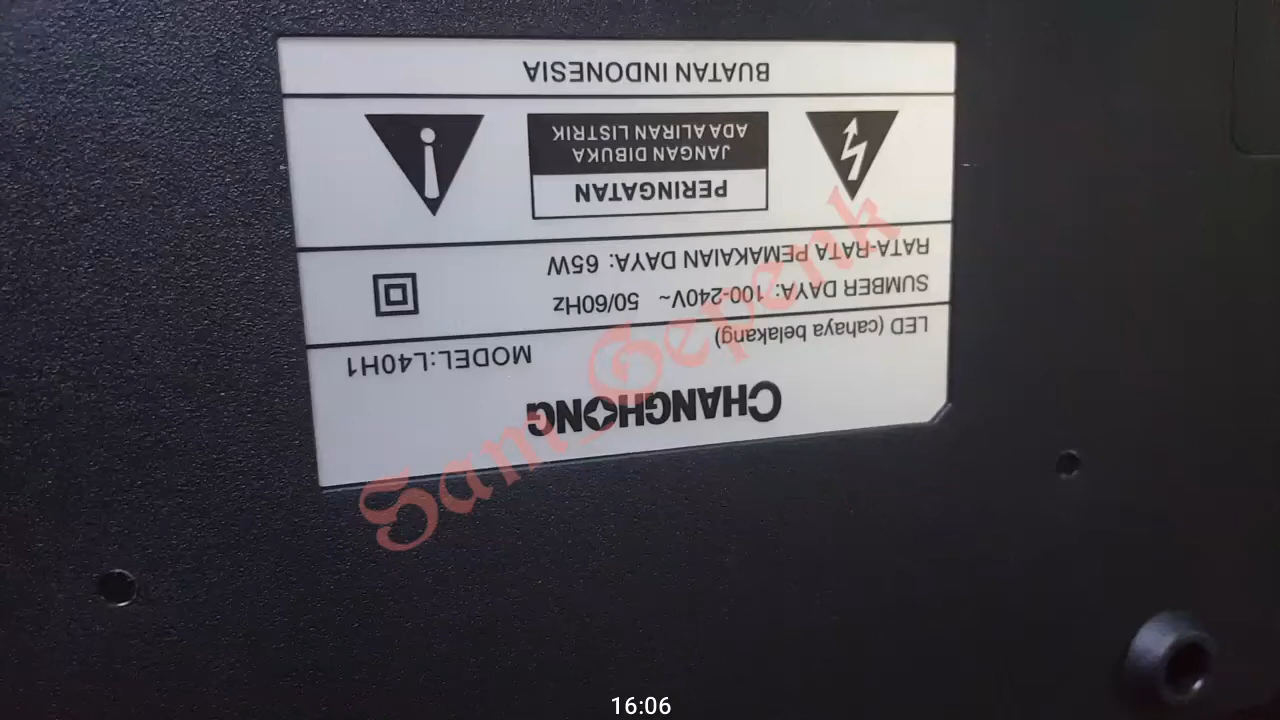 CHANGHONG
LED (cahaya belakang)
MODEL:L40H1
SUMBER DAYA: 100-240V~ 50/60Hz
RATA-RATA PEMAKAIAN DAYA: 65W
PERINGATAN
JANGAN DIBUKA
ADA ALIRAN LISTRIK
BUATAN INDONESIA
Sam_Gepenk
16:06